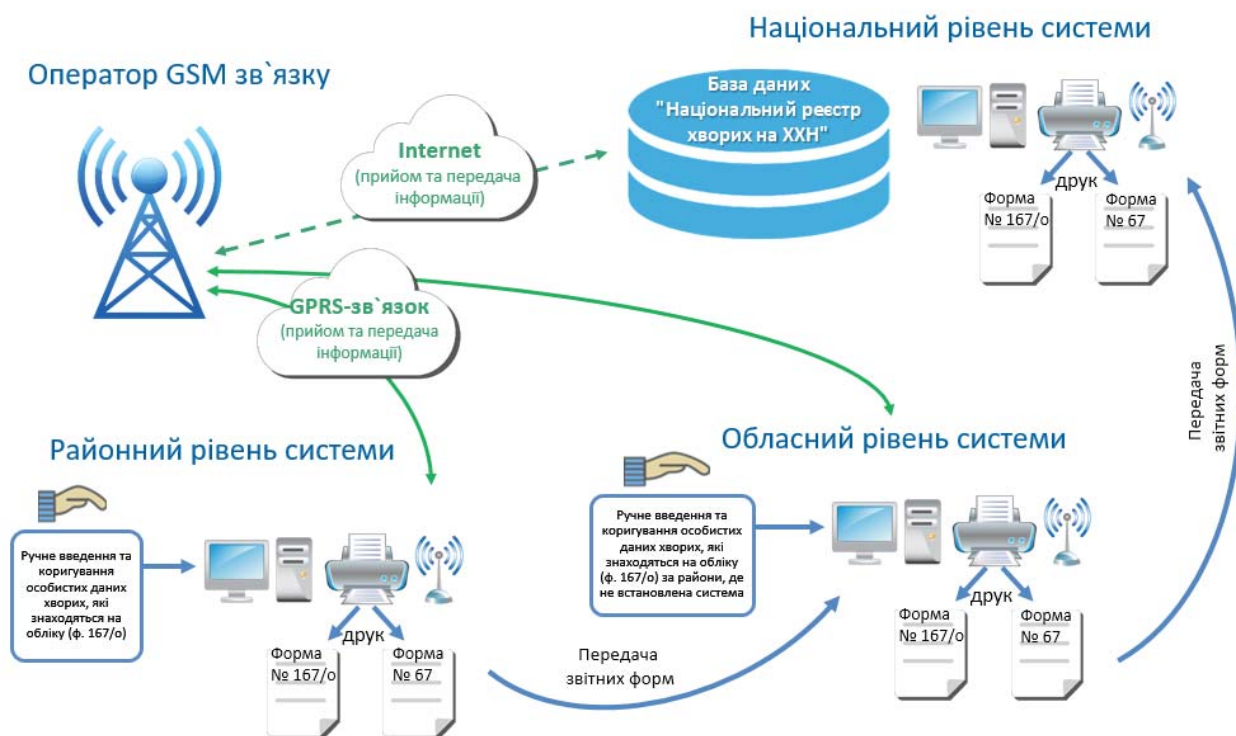 Національний рівень системи
Оператор GSM зв`язку
База даних
"Національний реєстр
хворих на ХХН"
Internet
(прийом та передача
інформації)
друк
Форма
№ 167/о
Форма
№ 67
GPRS-зв`язок
(прийом та передача
інформації)
Передача
звітних форм
Районний рівень системи
Ручне введення та
коригування
особистих даних
хворих, які
знаходяться на
обліку (ф. 167/о)
друк
Форма
№ 167/о
Форма
№ 67
Передача
звітних форм
Обласний рівень системи
Ручне введення та
коригування особистих
даних хворих, які
знаходяться на обліку
(ф. 167/о) за райони, де
не встановлена система
друк
Форма
№ 167/о
Форма
№ 67